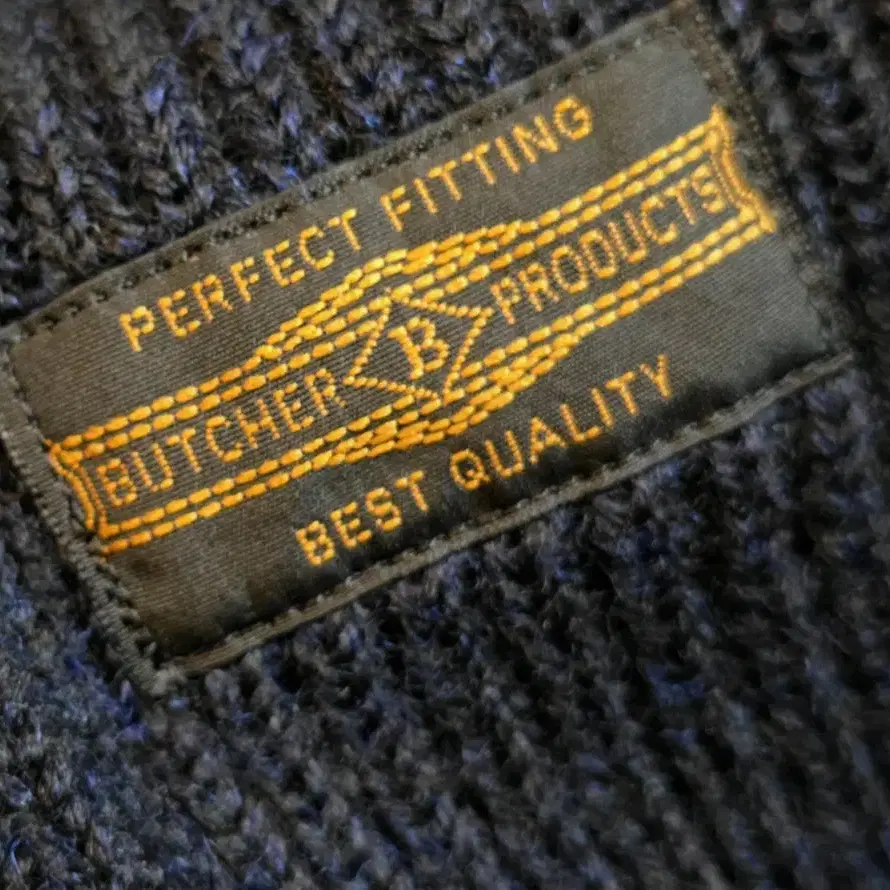 PERFECT FITTING
BUTCHER B PRODUCTS
BEST QUALITY